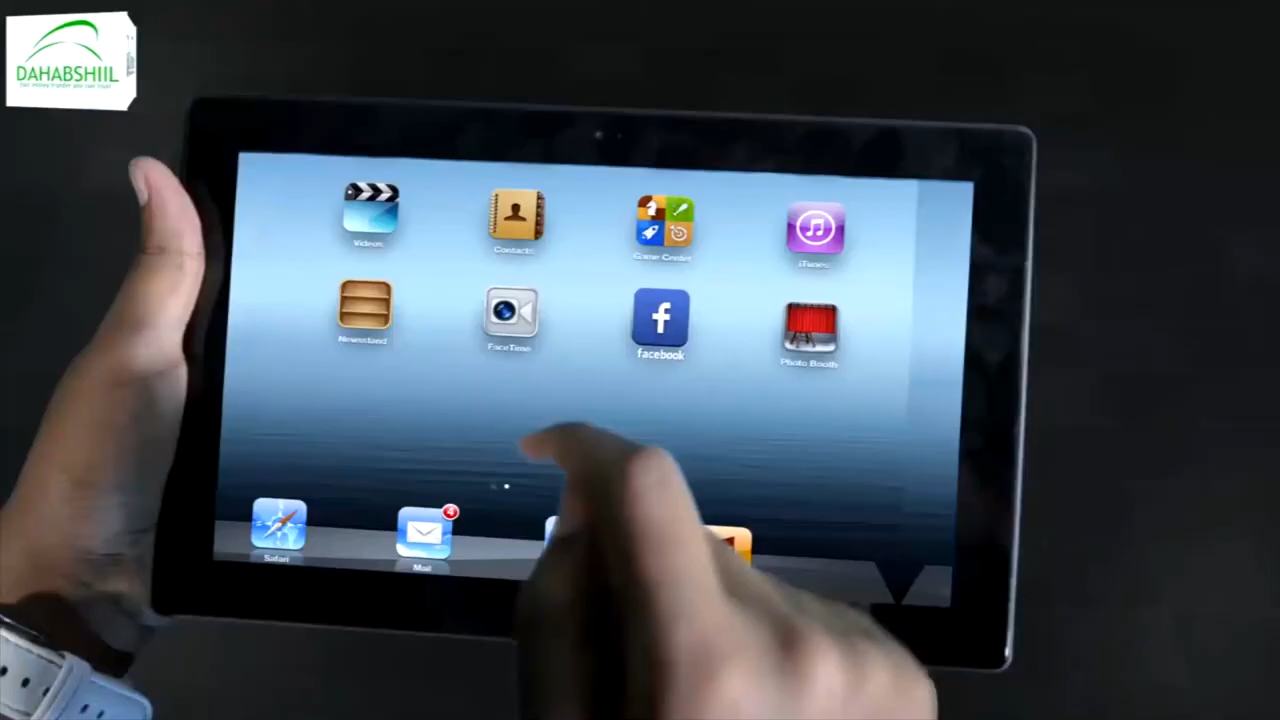 DAHABSHIIL
Videos
Contacts
Game Center
iTunes
Newsstand
FaceTime
facebook
Photo Booth
4
Safari
Mail